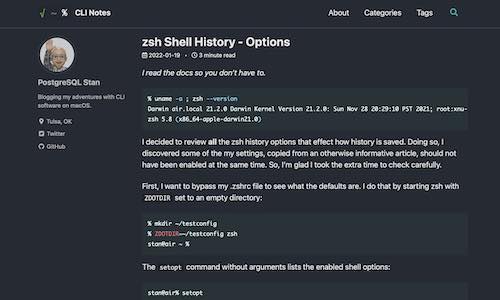 √ ~ % CLI Notes
About Categories Tags
PostgreSQL Stan
Blogging my adventures with CLI
software on macOS.
Tulsa, OK
Twitter
GitHub
zsh Shell History - Options
2022-01-19 • 3 minute read
I read the docs so you don't have to.
% uname -a ; zsh --version
Darwin air.local 21.2.0 Darwin Kernel Version 21.2.0: Sun Nov 28 20:29:10 PST 2021; root:xnu-
zsh 5.8 (x86_64-apple-darwin21.0)
I decided to review all the zsh history options that effect how history is saved. Doing so, I
discovered some of my settings, copied from an otherwise informative article, should not
have been enabled at the same time. So, I'm glad I took the extra time to check carefully.
First, I want to bypass my .zshrc file to see what the defaults are. I do that by starting zsh with
ZDOTDIR set to an empty directory:
% mkdir ~/testconfig
% ZDOTDIR=~/testconfig zsh
stan@air ~ %
The setopt command without arguments lists the enabled shell options:
stan@air% setopt